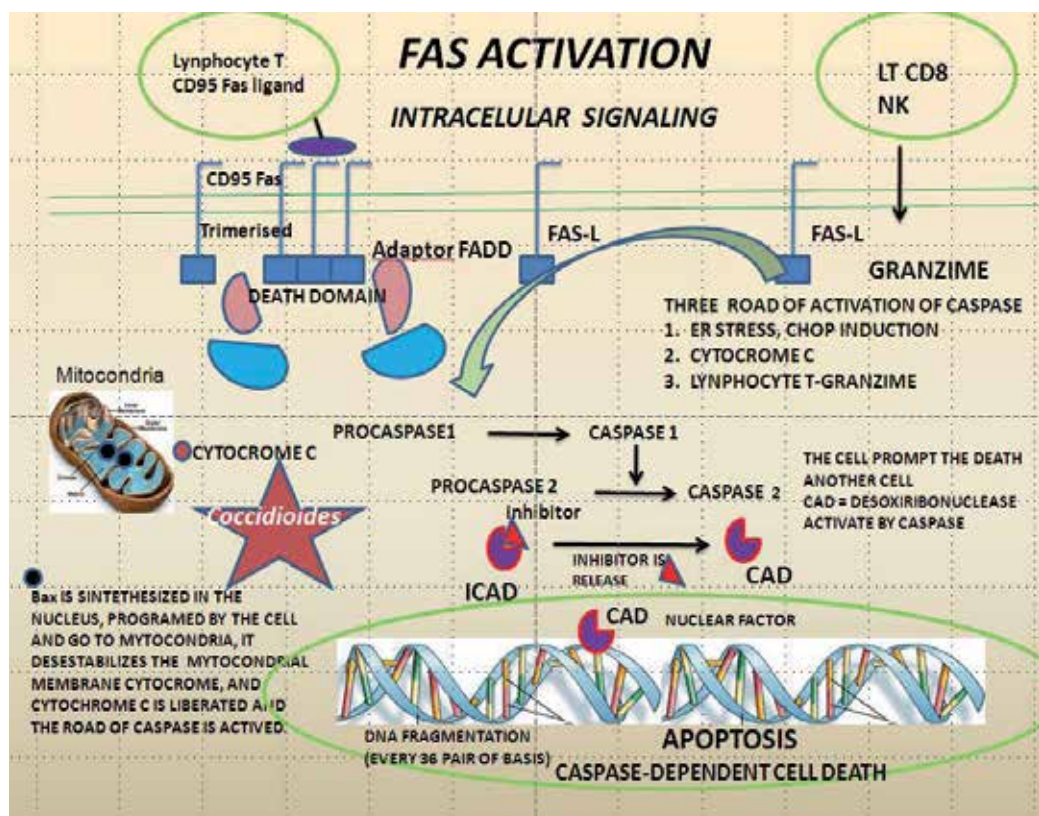 FAS ACTIVATION
INTRACELULAR SIGNALING
Lynphocyte T
CD95 Fas ligand
LT CD8
NK
CD95 Fas
Trimerised
Adaptor FADD
DEATH DOMAIN
FAS-L
FAS-L
GRANZIME
THREE ROAD OF ACTIVATION OF CASPASE
1. ER STRESS, CHOP INDUCTION
2. CYTOCROME C
3. LYNPHOCYTE T-GRANZIME
Mitocondria
CYTOCROME C
Coccidioides
PROCASPASE1
CASPASE 1
PROCASPASE 2
CASPASE 2
Inhibitor
ICAD
INHIBITOR IS
RELEASE
CAD
THE CELL PROMPT THE DEATH
ANOTHER CELL
CAD = DESOXIRIBONUCLEASE
ACTIVATE BY CASPASE
Bax IS SINTETHESIZED IN THE
NUCLEUS, PROGRAMED BY THE CELL
AND GO TO MYTOCONDRIA, IT
DESESTABILIZES THE MYTOCONDRIAL
MEMBRANE CYTOCROME, AND
CYTOCHROME C IS LIBERATED AND
THE ROAD OF CASPASE IS ACTIVED.
CAD
NUCLEAR FACTOR
DNA FRAGMENTATION
(EVERY 36 PAIR OF BASIS)
APOPTOSIS
CASPASE-DEPENDENT CELL DEATH